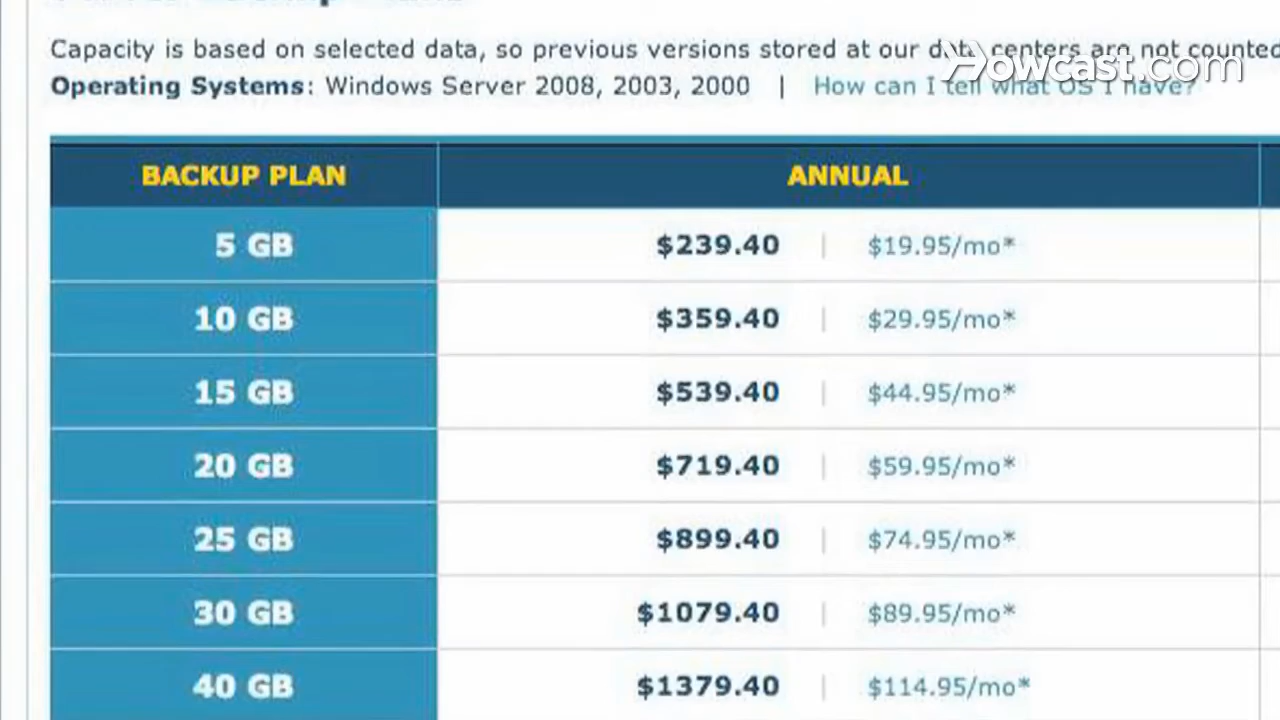 Capacity is based on selected data, so previous versions stored at our data centers are not counted
Howcast.com
Operating Systems: Windows Server 2008, 2003, 2000 | How can I tell what OS I have?
BACKUP PLAN ANNUAL
5 GB $239.40 | $19.95/mo*
10 GB $359.40 | $29.95/mo*
15 GB $539.40 | $44.95/mo*
20 GB $719.40 | $59.95/mo*
25 GB $899.40 | $74.95/mo*
30 GB $1079.40 | $89.95/mo*
40 GB $1379.40 | $114.95/mo*